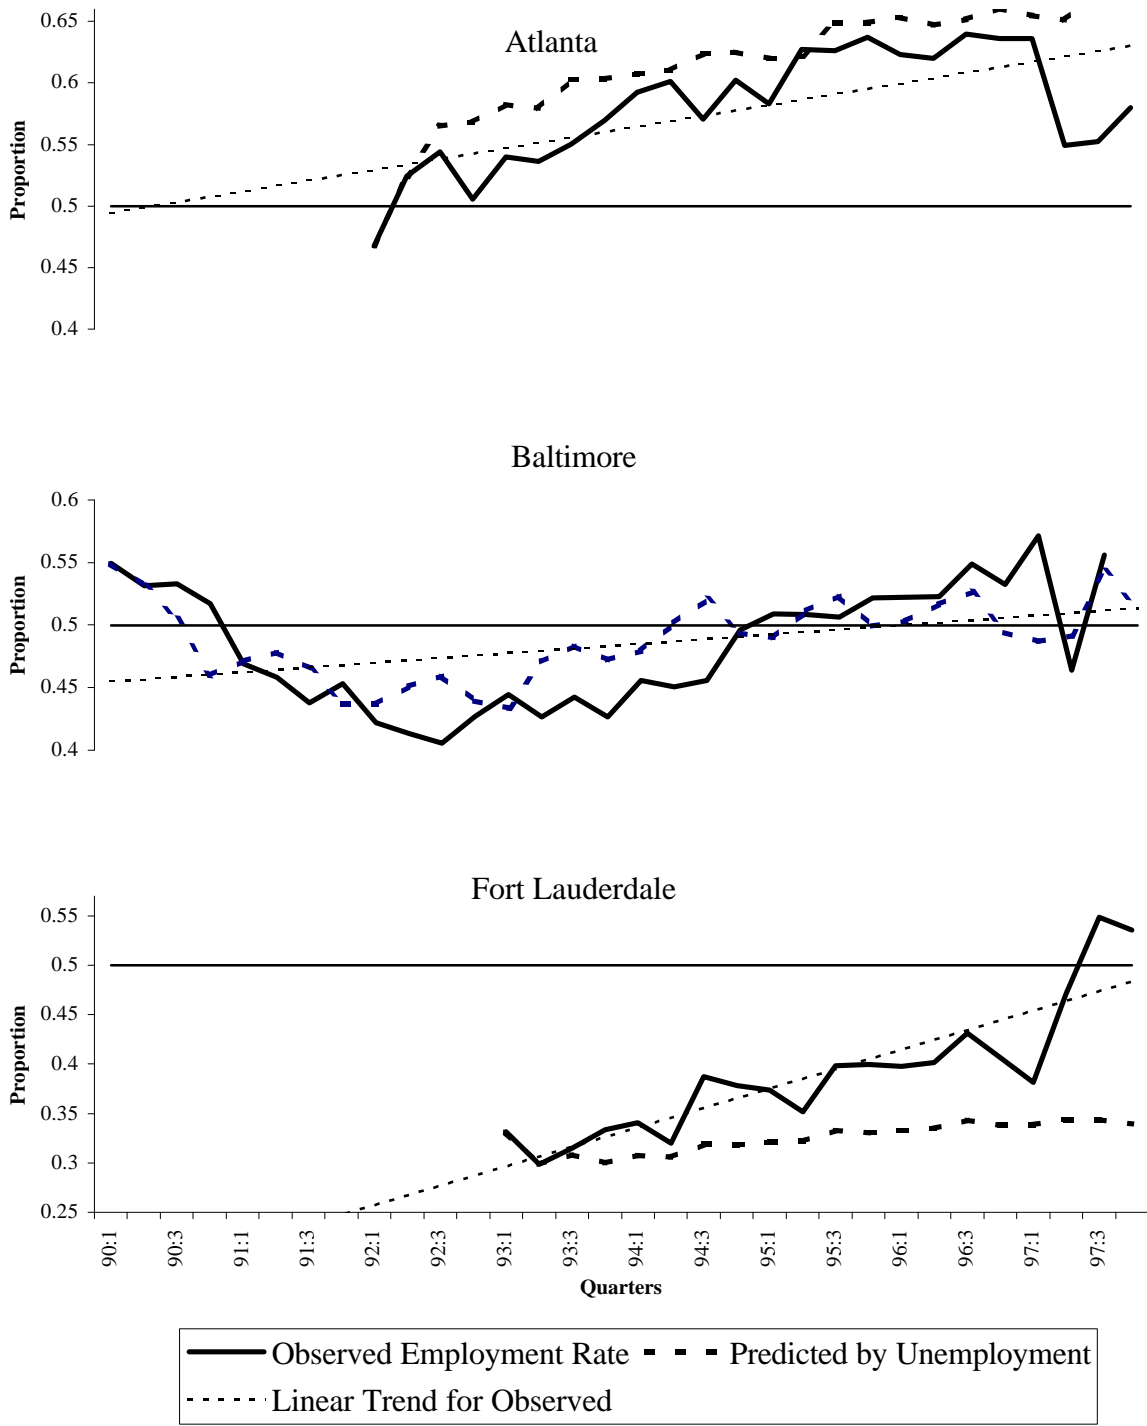 Atlanta
0.65
0.6
0.55
0.5
0.45
0.4
Proportion
Baltimore
0.6
0.55
0.5
0.45
0.4
Proportion
Fort Lauderdale
0.55
0.5
0.45
0.4
0.35
0.3
0.25
Proportion
90:1 90:3 91:1 91:3 92:1 92:3 93:1 93:3 94:1 94:3 95:1 95:3 96:1 96:3 97:1 97:3
Quarters
Observed Employment Rate Predicted by Unemployment
Linear Trend for Observed